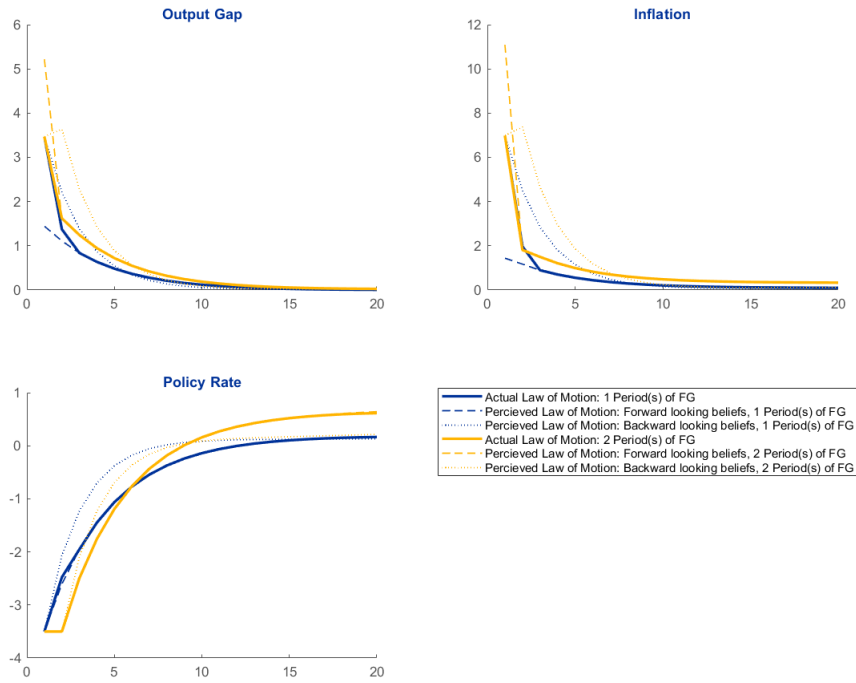 Output Gap
6
5
4
3
2
1
0
0 5 10 15 20
Inflation
12
10
8
6
4
2
0
0 5 10 15 20
Policy Rate
1
0
-1
-2
-3
-4
0 5 10 15 20
Actual Law of Motion: 1 Period(s) of FG
Percieved Law of Motion: Forward looking beliefs, 1 Period(s) of FG
Percieved Law of Motion: Backward looking beliefs, 1 Period(s) of FG
Actual Law of Motion: 2 Period(s) of FG
Percieved Law of Motion: Forward looking beliefs, 2 Period(s) of FG
Percieved Law of Motion: Backward looking beliefs, 2 Period(s) of FG